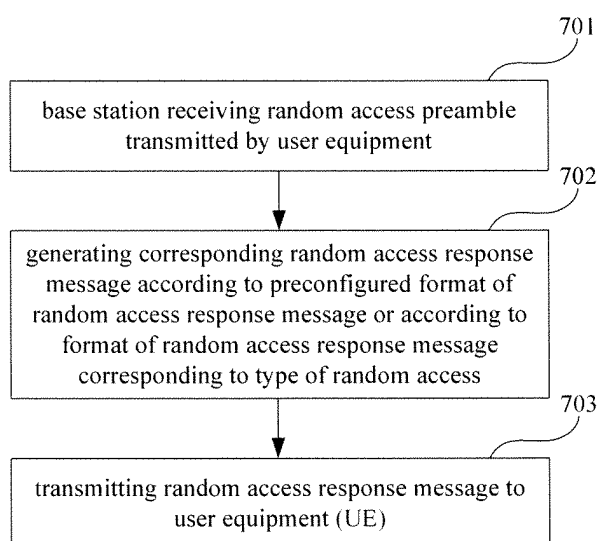 701
base station receiving random access preamble
transmitted by user equipment
702
generating corresponding random access response
message according to preconfigured format of
random access response message or according to
format of random access response message
corresponding to type of random access
703
transmitting random access response message to
user equipment (UE)